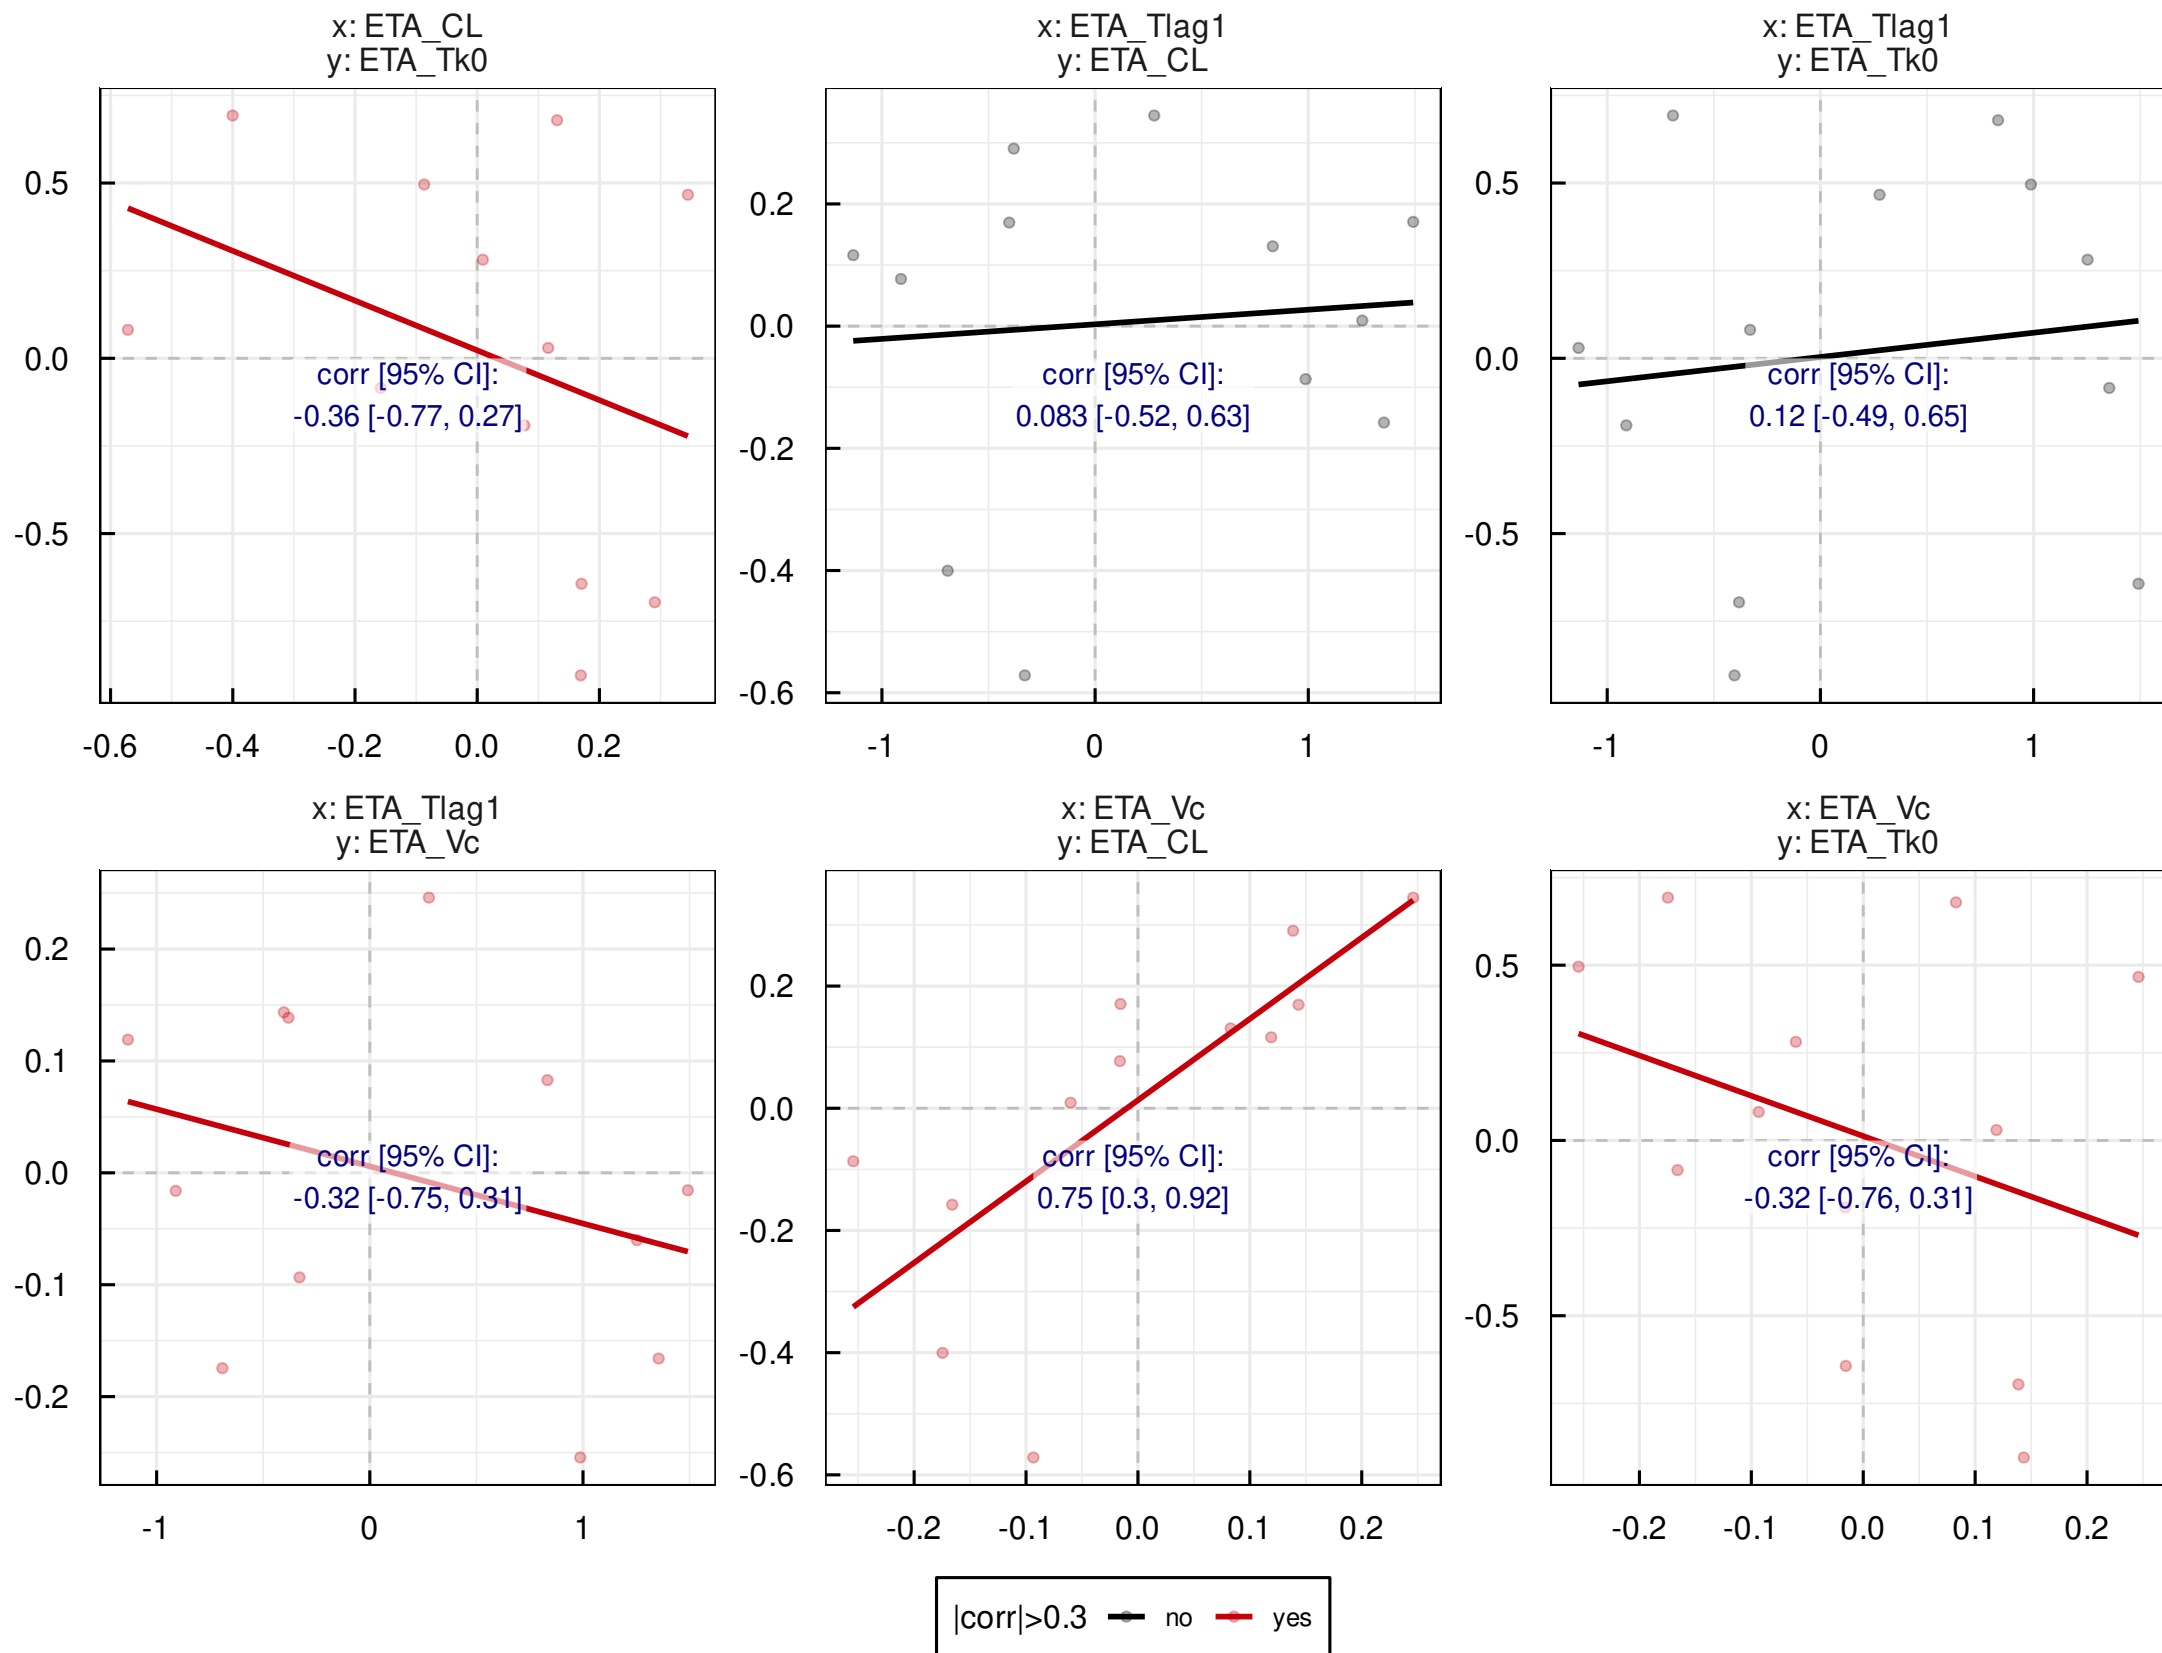 x: ETA_CL
y: ETA_Tk0
x: ETA_Tlag1
y: ETA_CL
x: ETA_Tlag1
y: ETA_Tk0
0.5
0.0
-0.5
corr [95% CI]:
-0.36 [-0.77, 0.27]
-0.6 -0.4 -0.2 0.0 0.2
0.2
0.0
-0.2
-0.4
-0.6
corr [95% CI]:
0.083 [-0.52, 0.63]
-1 0 1
0.5
0.0
-0.5
corr [95% CI]:
0.12 [-0.49, 0.65]
-1 0 1
x: ETA_Tlag1
y: ETA_Vc
x: ETA_Vc
y: ETA_CL
x: ETA_Vc
y: ETA_Tk0
0.2
0.1
0.0
-0.1
-0.2
corr [95% CI]:
-0.32 [-0.75, 0.31]
-1 0 1
0.2
0.0
-0.2
-0.4
-0.6
corr [95% CI]:
0.75 [0.3, 0.92]
-0.2 -0.1 0.0 0.1 0.2
0.5
0.0
-0.5
corr [95% CI]:
-0.32 [-0.76, 0.31]
-0.2 -0.1 0.0 0.1 0.2
|corr|>0.3 no yes